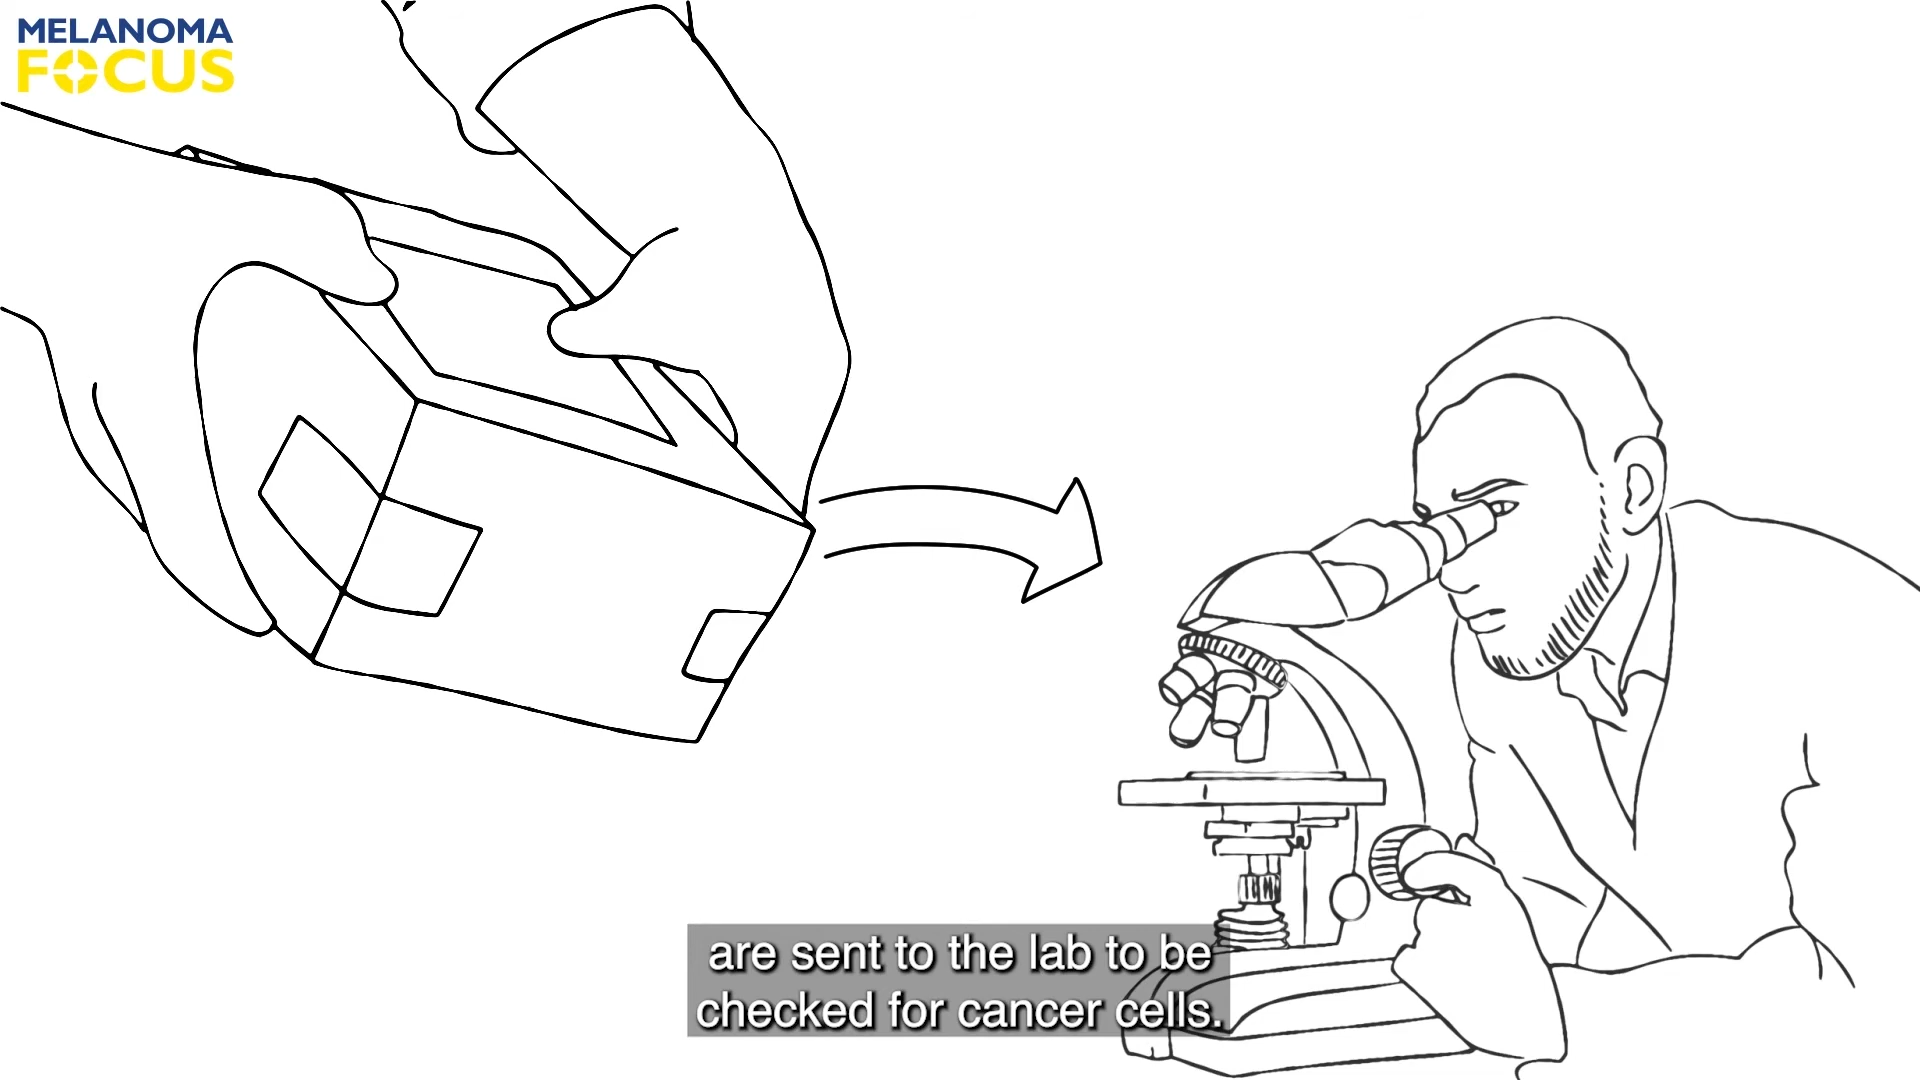 MELANOMA
FOCUS
are sent to the lab to be
checked for cancer cells.